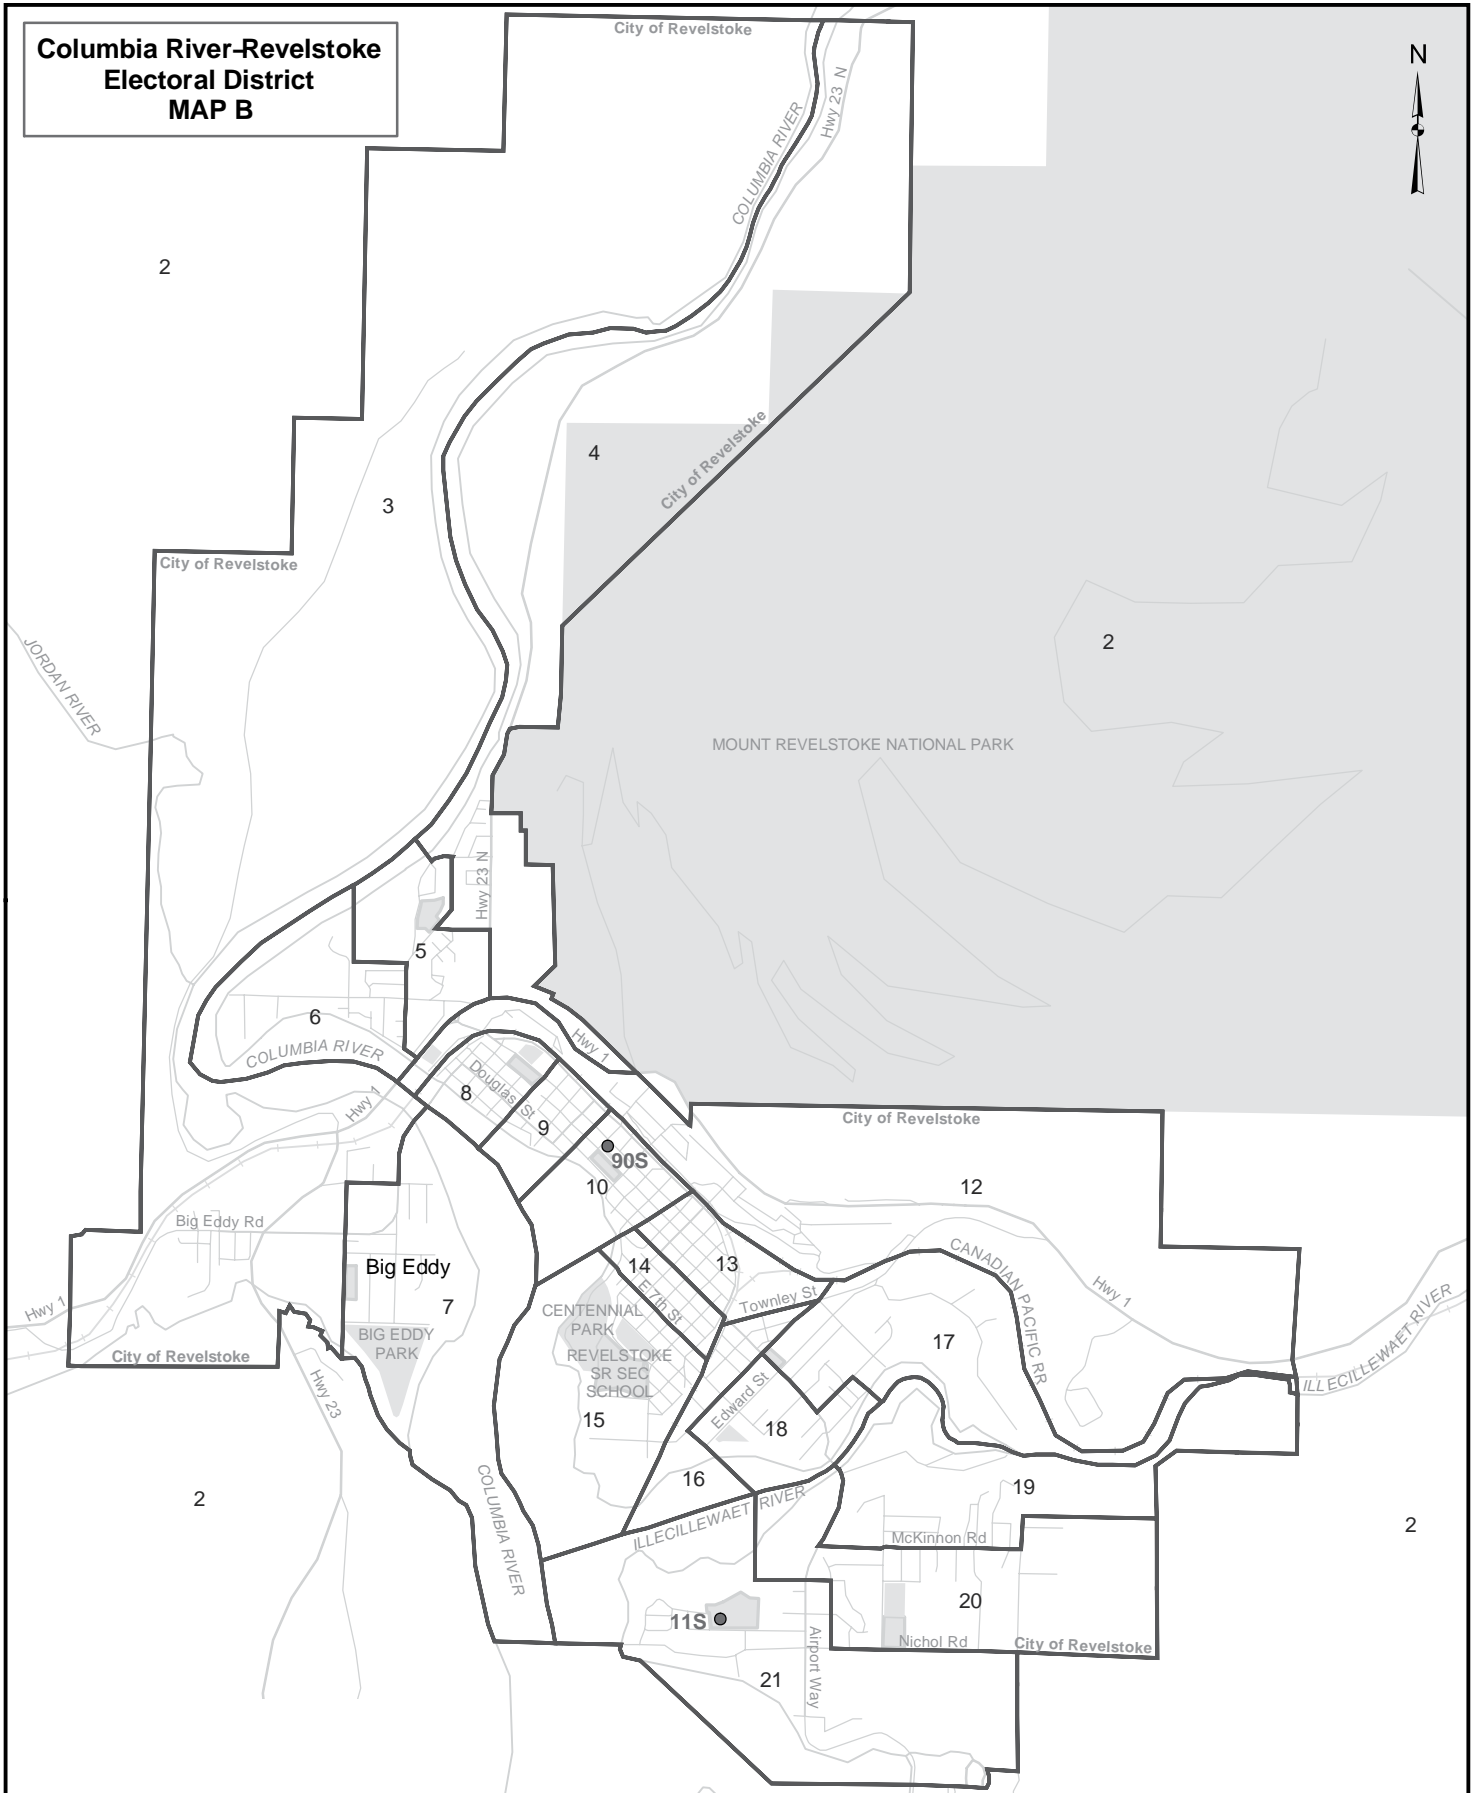 Columbia River-Revelstoke
Electoral District
MAP B
City of Revelstoke
N
Hwy 23 N
COLUMBIA RIVER
2
City of Revelstoke
4
3
City of Revelstoke
JORDAN RIVER
2
MOUNT REVELSTOKE NATIONAL PARK
Hwy 23 N
5
6
COLUMBIA RIVER
Hwy 1
Hwy 1
Douglas St
8
9
City of Revelstoke
90S
10
12
Big Eddy Rd
Big Eddy
7
14
13
E 7th St
CANADIAN PACIFIC RR
Hwy 1
Townley St
Hwy 1
CENTENNIAL
PARK
BIG EDDY
PARK
City of Revelstoke
REVELSTOKE
SR SEC
SCHOOL
17
ILLECILLEWAET RIVER
Hwy 23
Edward St
15
18
16
19
2
COLUMBIA RIVER
ILLECILLEWAET RIVER
2
McKinnon Rd
20
11S
Airport Way
Nichol Rd
City of Revelstoke
21